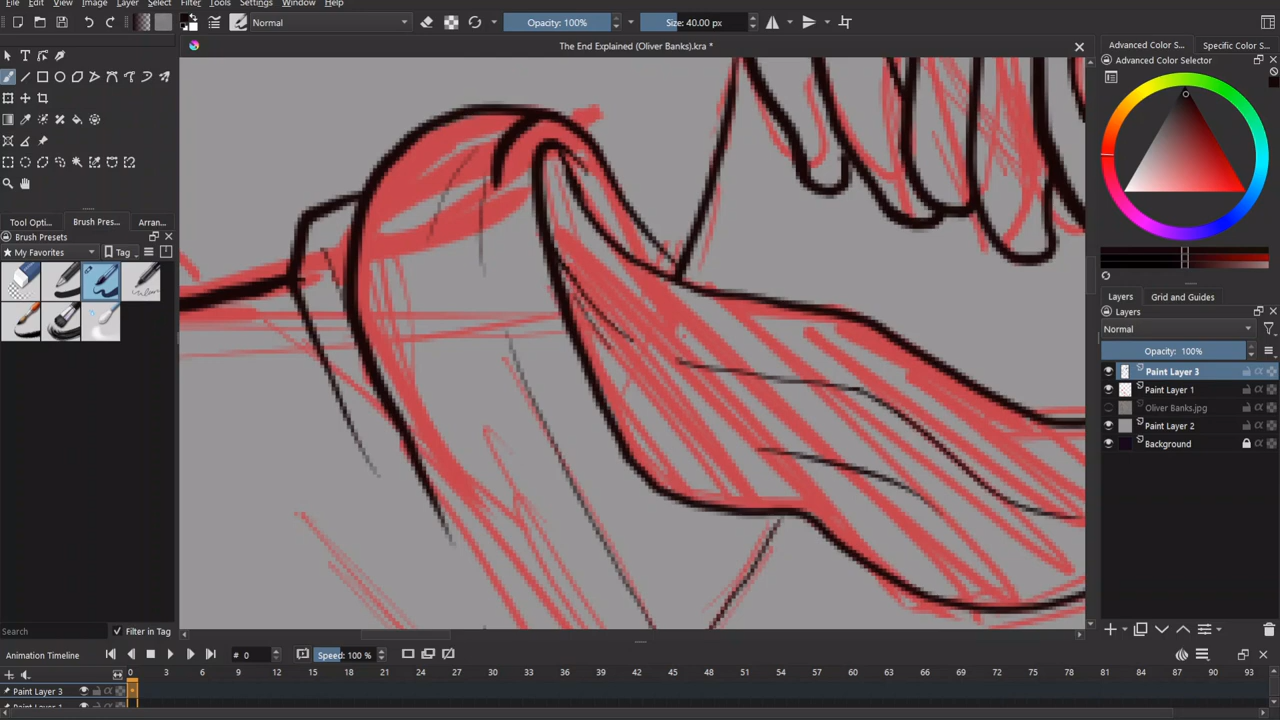 File Edit View Image Layer Select Filter Tools Settings Window Help
Normal
Opacity: 100%
Size: 40.00 px
The End Explained (Oliver Banks).kra *
Advanced Color S...
Specific Color S...
Advanced Color Selector
Tool Opti...
Brush Pres...
Arran...
Brush Presets
My Favorites
Tag
Layers
Grid and Guides
Layers
Normal
Opacity: 100%
Paint Layer 3
Paint Layer 1
Oliver Banks.jpg
Paint Layer 2
Background
Search
Filter in Tag
Animation Timeline
# 0
Speed: 100 %
0 3 6 9 12 15 18 21 24 27 30 33 36 39 42 45 48 51 54 57 60 63 66 69 72 75 78 81 84 87 90 93
Paint Layer 3
Paint Layer 1